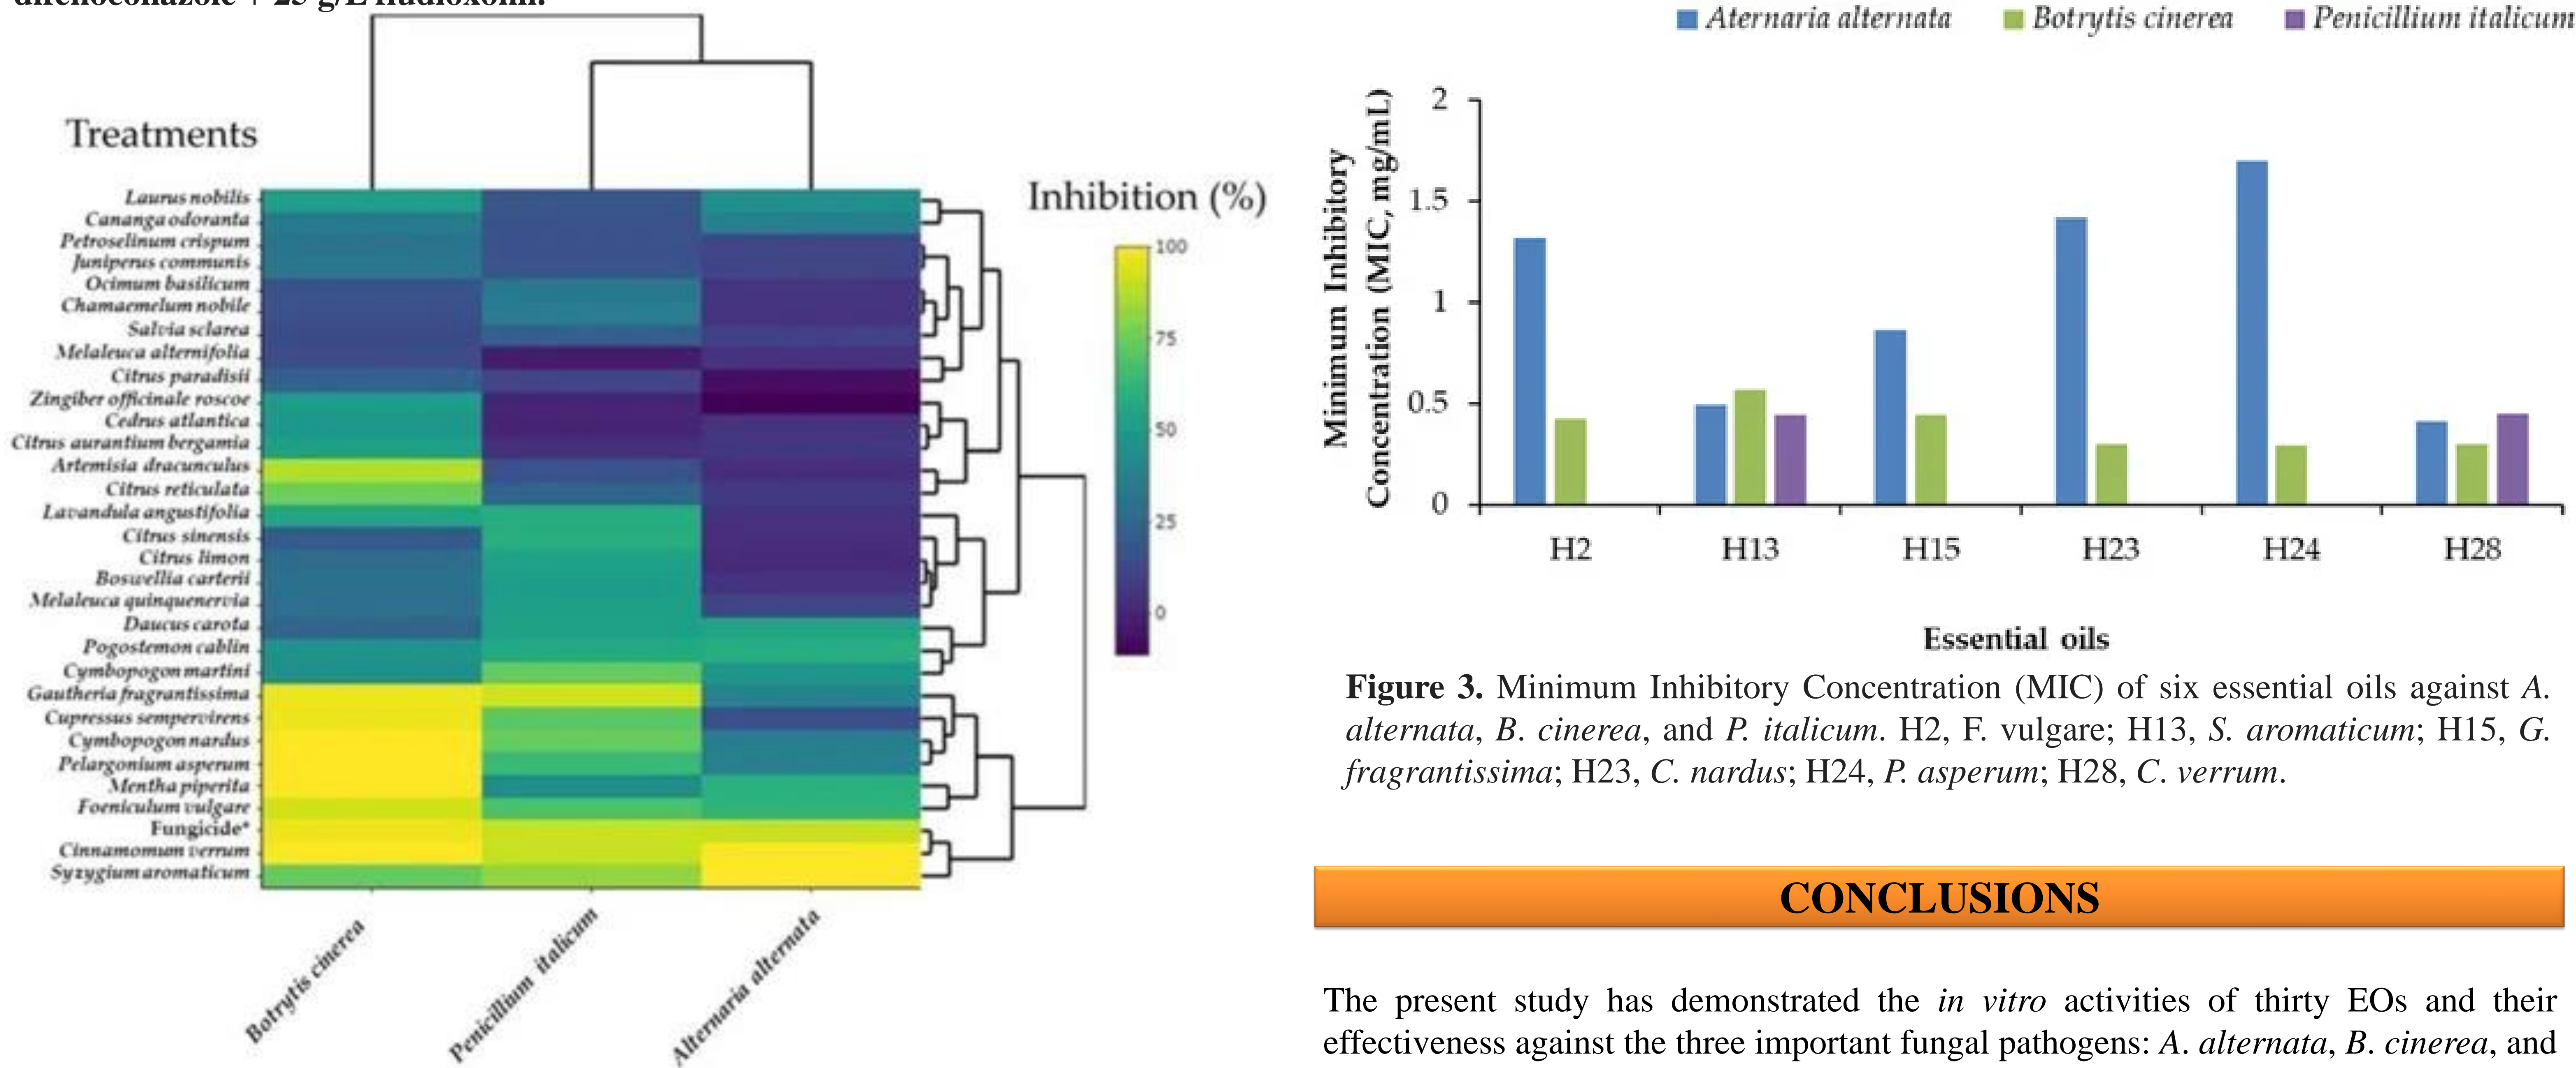 difenoconazole + 25 g/L fludioxonil.
Treatments
Laurus nobilis
Cananga odoranta
Petroselinum crispum
Juniperus communis
Ocimum basilicum
Chamaemelum nobile
Salvia sclarea
Melaleuca alternifolia
Citrus paradisii
Zingiber officinale roscoe
Cedrus atlantica
Citrus aurantium bergamia
Artemisia dracunculus
Citrus reticulata
Lavandula angustifolia
Citrus sinensis
Citrus limon
Boswellia carterii
Melaleuca quinquenervia
Daucus carota
Pogostemon cablin
Cymbopogon martini
Gautheria fragrantissima
Cupressus sempervirens
Cymbopogon nardus
Pelargonium asperum
Mentha piperita
Foeniculum vulgare
Fungicide*
Cinnamomum verrum
Syzygium aromaticum
Botrytis cinerea
Penicillium italicum
Alternaria alternata
Inhibition (%)
100
75
50
25
0
Aternaria alternata
Botrytis cinerea
Penicillium italicum
Minimum Inhibitory
Concentration (MIC, mg/mL)
2
1.5
1
0.5
0
H2
H13
H15
H23
H24
H28
Essential oils
Figure 3. Minimum Inhibitory Concentration (MIC) of six essential oils against A.
alternata, B. cinerea, and P. italicum. H2, F. vulgare; H13, S. aromaticum; H15, G.
fragrantissima; H23, C. nardus; H24, P. asperum; H28, C. verrum.
CONCLUSIONS
The present study has demonstrated the in vitro activities of thirty EOs and their
effectiveness against the three important fungal pathogens: A. alternata, B. cinerea, and